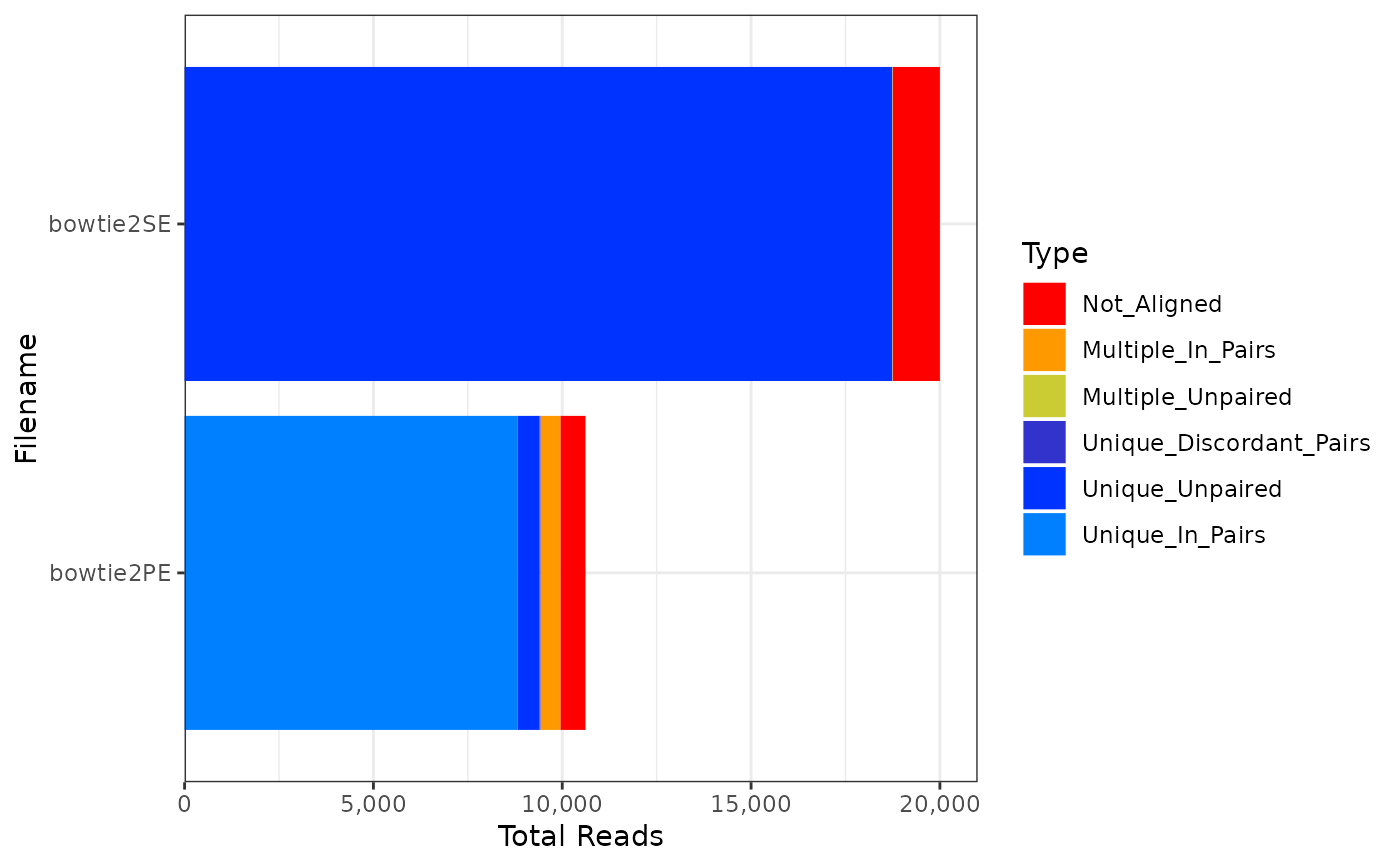 Filename
bowtie2SE
bowtie2PE
0
5,000
10,000
15,000
20,000
Total Reads
Type
Not_Aligned
Multiple_In_Pairs
Multiple_Unpaired
Unique_Discordant_Pairs
Unique_Unpaired
Unique_In_Pairs